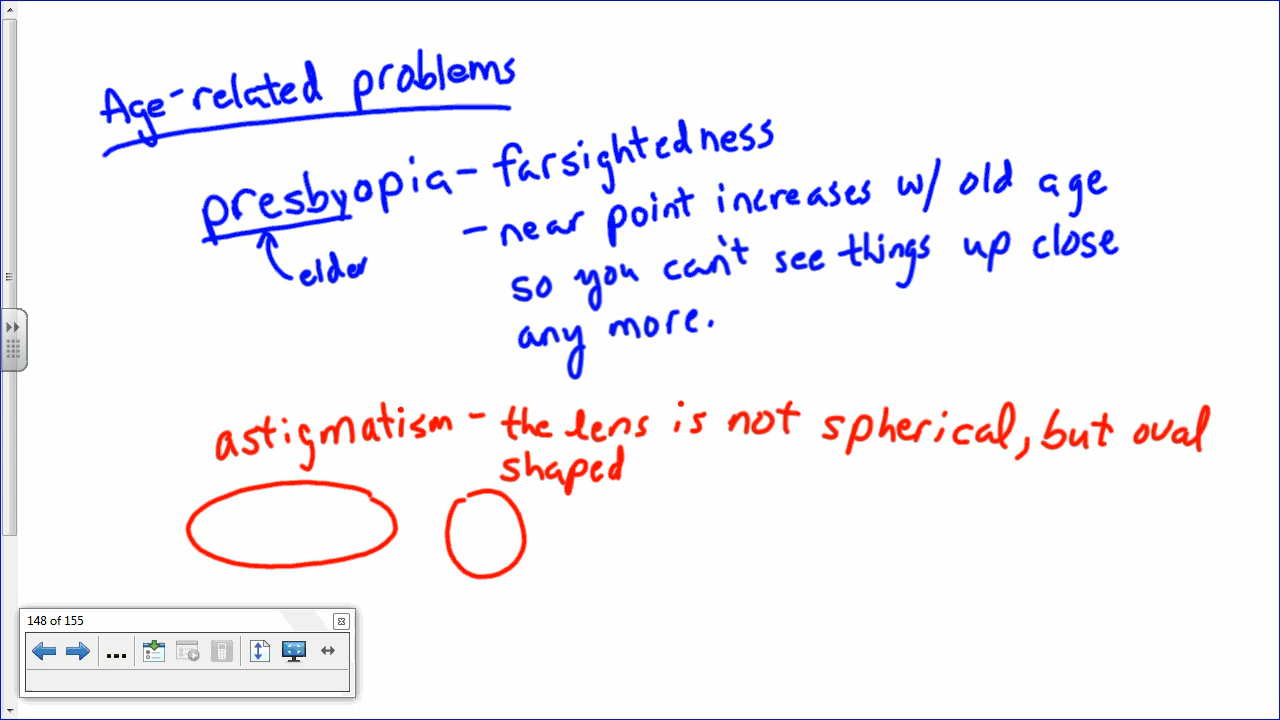 Age-related problems
presbyopia - farsightedness
- near point increases w/ old age
elder
so you can't see things up close
any more.
astigmatism - the lens is not spherical, but oval
shaped
148 of 155